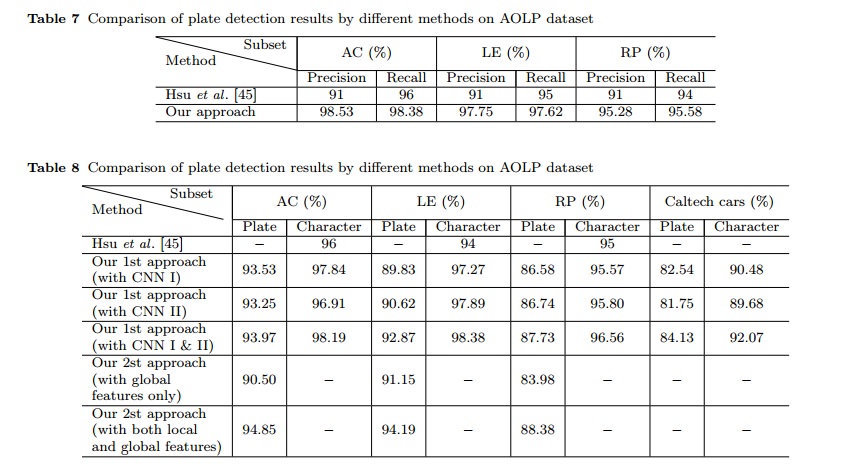 Table 7 Comparison of plate detection results by different methods on AOLP dataset
Subset
Method
AC (%) LE (%) RP (%)
Precision Recall Precision Recall Precision Recall
Hsu et al. [45] 91 96 91 95 91 94
Our approach 98.53 98.38 97.75 97.62 95.28 95.58
Table 8 Comparison of plate detection results by different methods on AOLP dataset
Subset
Method
AC (%) LE (%) RP (%) Caltech cars (%)
Plate Character Plate Character Plate Character Plate Character
Hsu et al. [45] – 96 – 94 – 95 – –
Our 1st approach
(with CNN I) 93.53 97.84 89.83 97.27 86.58 95.57 82.54 90.48
Our 1st approach
(with CNN II) 93.25 96.91 90.62 97.89 86.74 95.80 81.75 89.68
Our 1st approach
(with CNN I & II) 93.97 98.19 92.87 98.38 87.73 96.56 84.13 92.07
Our 2st approach
(with global 90.50 – 91.15 – 83.98 – – –
features only)
Our 2st approach
(with both local 94.85 – 94.19 – 88.38 – – –
and global features)